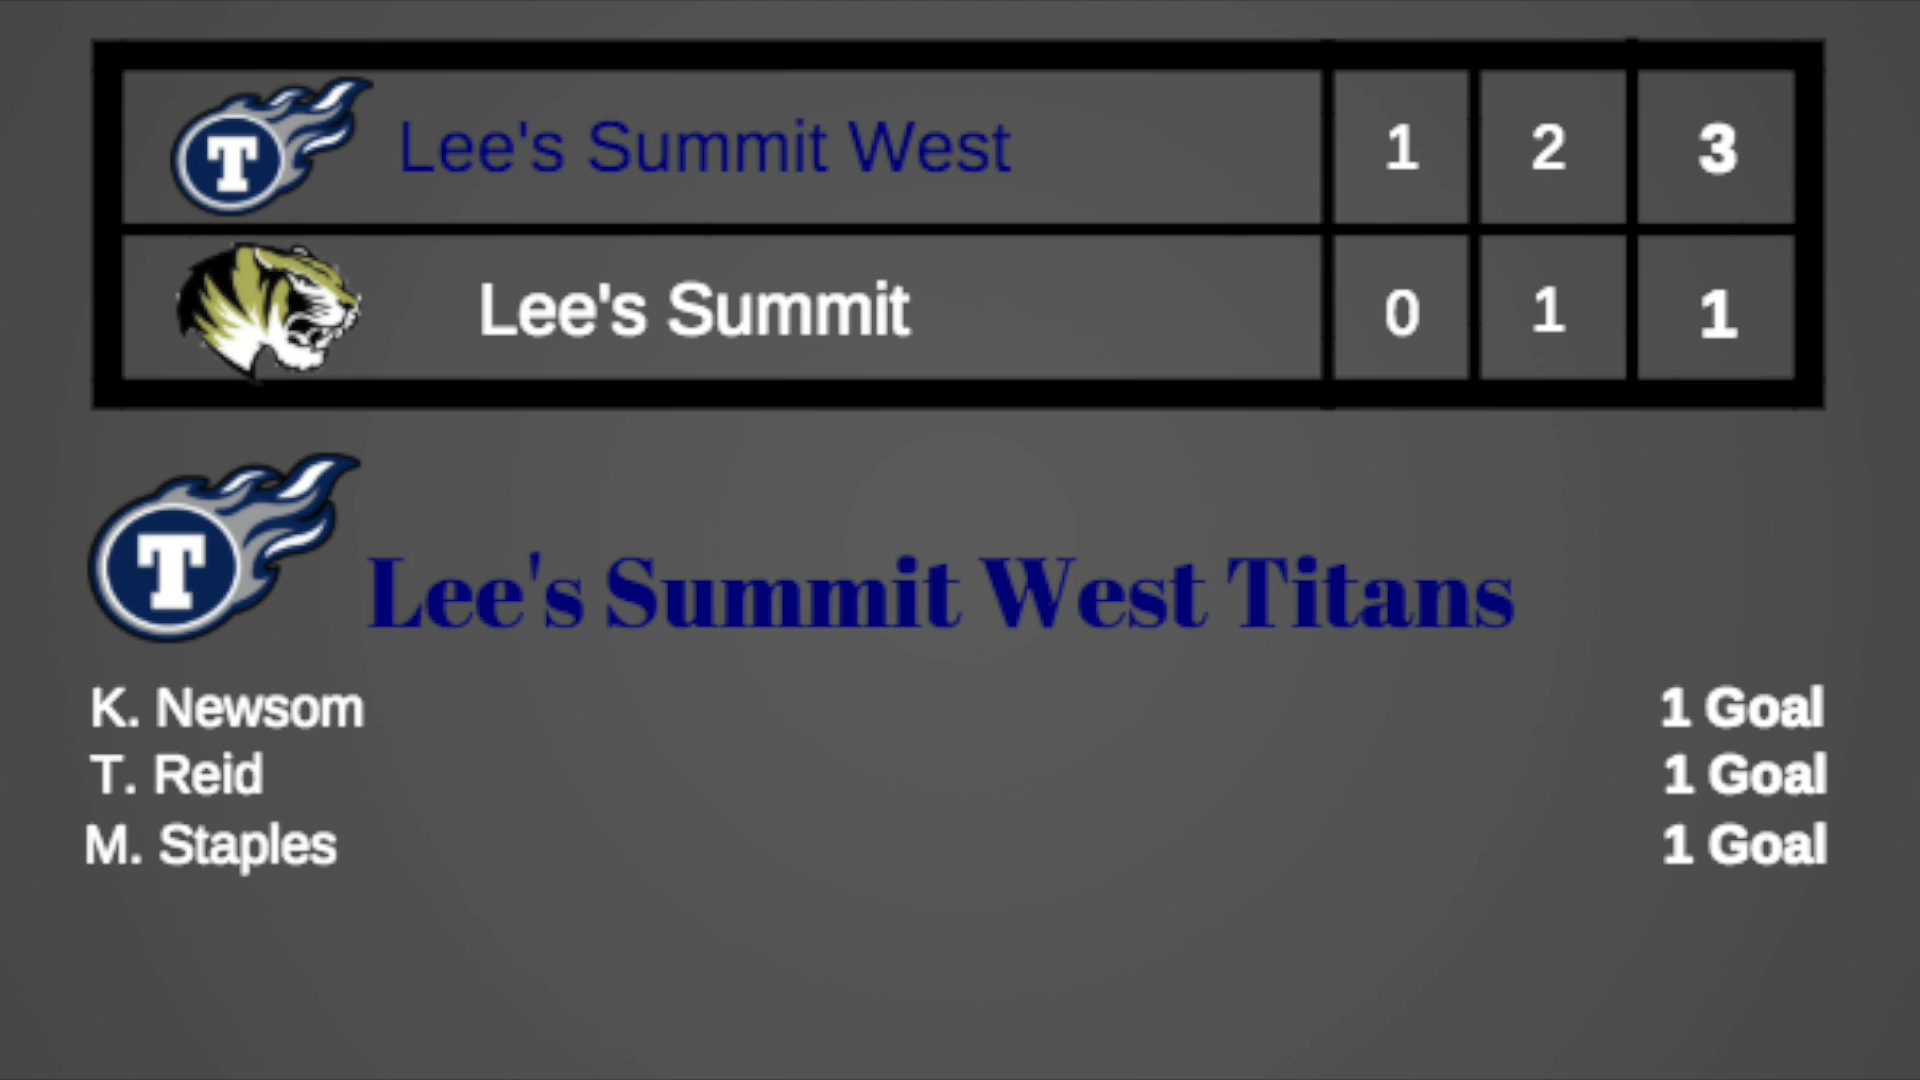 T Lee's Summit West 1 2 3
Lee's Summit 0 1 1
T Lee's Summit West Titans
K. Newsom 1 Goal
T. Reid 1 Goal
M. Staples 1 Goal